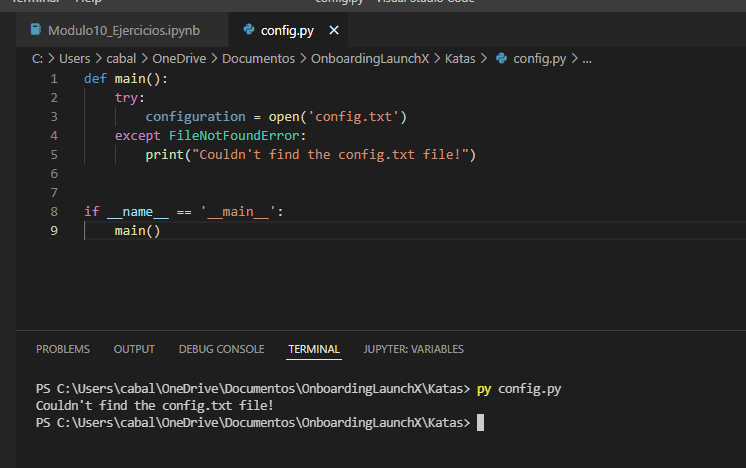 Terminal Help config.py - Visual Studio Code
Modulo10_Ejercicios.ipynb config.py ×
C: > Users > cabal > OneDrive > Documentos > OnboardingLaunchX > Katas > config.py > ...
1 def main():
2     try:
3         configuration = open('config.txt')
4     except FileNotFoundError:
5         print("Couldn't find the config.txt file!")
6
7
8 if __name__ == '__main__':
9     main()
PROBLEMS OUTPUT DEBUG CONSOLE TERMINAL JUPYTER: VARIABLES
PS C:\Users\cabal\OneDrive\Documentos\OnboardingLaunchX\Katas> py config.py
Couldn't find the config.txt file!
PS C:\Users\cabal\OneDrive\Documentos\OnboardingLaunchX\Katas>